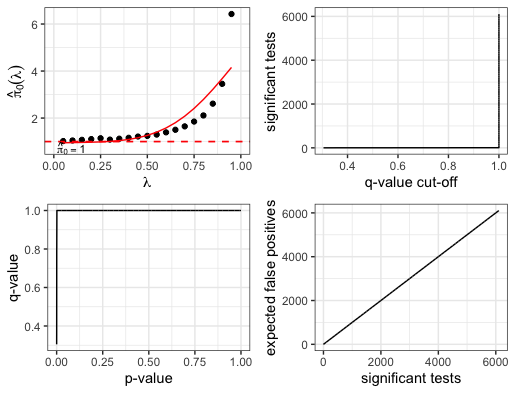 6
4
2
π̂₀(λ)
π̂₀ = 1
0.00 0.25 0.50 0.75 1.00
λ
6000
4000
2000
0
significant tests
0.4 0.6 0.8 1.0
q-value cut-off
1.0
0.8
0.6
0.4
q-value
0.00 0.25 0.50 0.75 1.00
p-value
6000
4000
2000
0
expected false positives
0 2000 4000 6000
significant tests